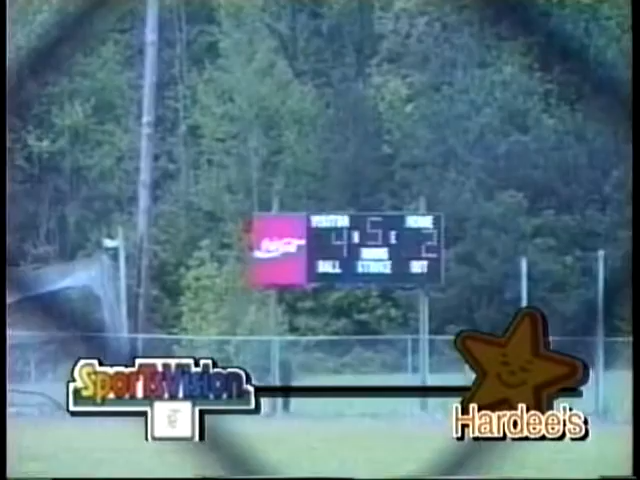 VISITOR HOME
4 5 2
BALL STRIKE OUT
SportsVision
Hardee's